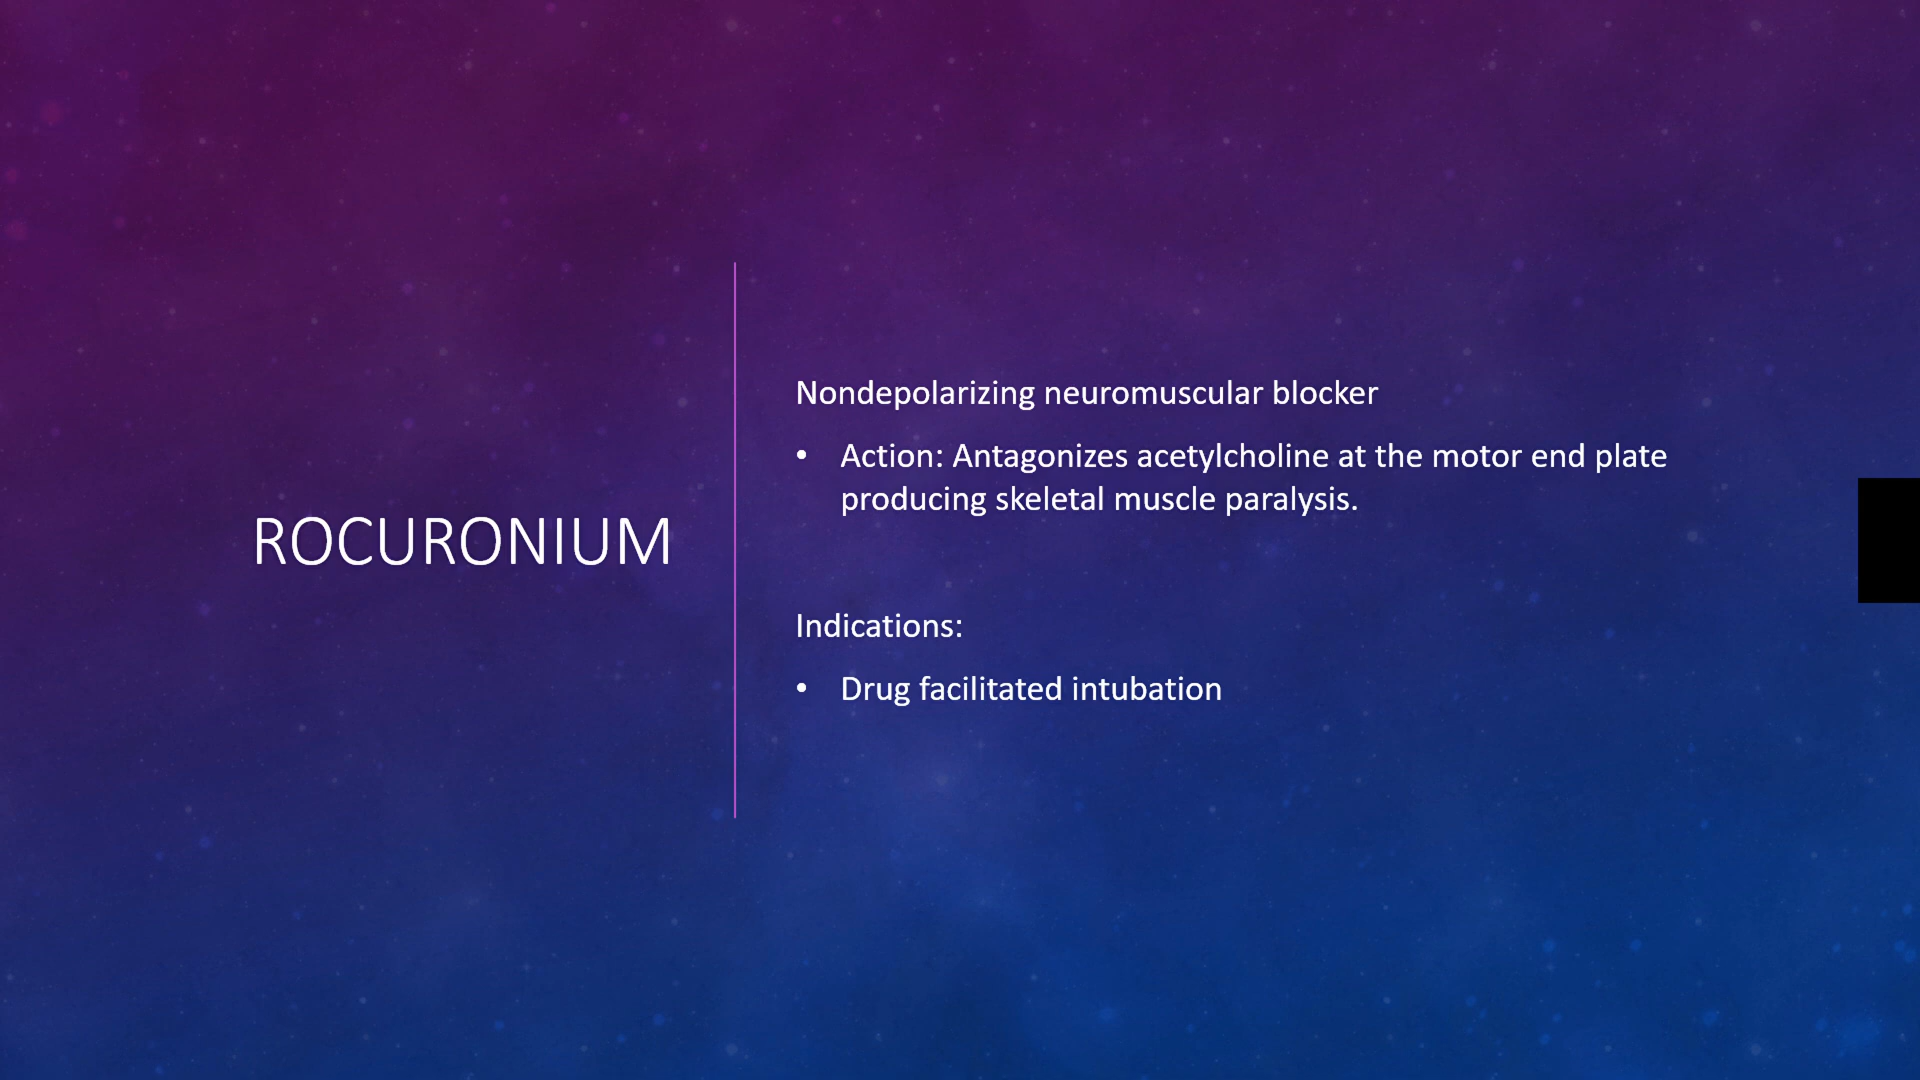 ROCURONIUM
Nondepolarizing neuromuscular blocker
• Action: Antagonizes acetylcholine at the motor end plate
producing skeletal muscle paralysis.
Indications:
• Drug facilitated intubation